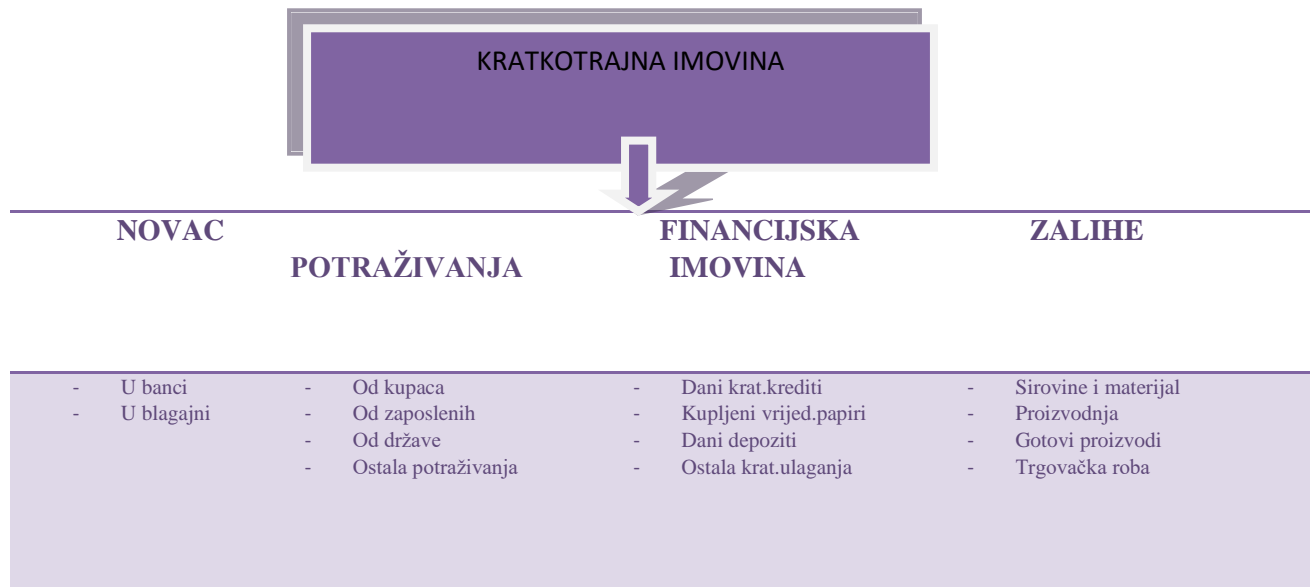 KRATKOTRAJNA IMOVINA
NOVAC
POTRAŽIVANJA
FINANCIJSKA
IMOVINA
ZALIHE
- U banci
- U blagajni
- Od kupaca
- Od zaposlenih
- Od države
- Ostala potraživanja
- Dani krat.krediti
- Kupljeni vrijed.papiri
- Dani depoziti
- Ostala krat.ulaganja
- Sirovine i materijal
- Proizvodnja
- Gotovi proizvodi
- Trgovačka roba